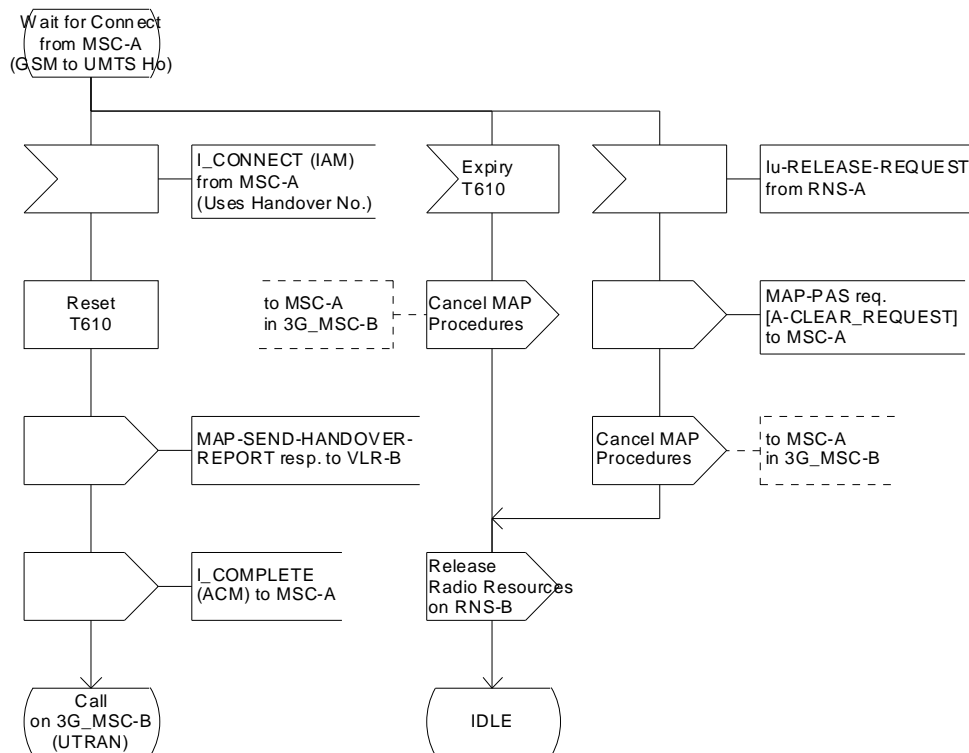 Wait for Connect
from MSC-A
(GSM to UMTS Ho)
I_CONNECT (IAM)
from MSC-A
(Uses Handover No.)
Expiry
T610
Iu-RELEASE-REQUEST
from RNS-A
Reset
T610
to MSC-A
in 3G_MSC-B
Cancel MAP
Procedures
MAP-PAS req.
[A-CLEAR_REQUEST]
to MSC-A
MAP-SEND-HANDOVER-
REPORT resp. to VLR-B
Cancel MAP
Procedures
to MSC-A
in 3G_MSC-B
I_COMPLETE
(ACM) to MSC-A
Release
Radio Resources
on RNS-B
Call
on 3G_MSC-B
(UTRAN)
IDLE